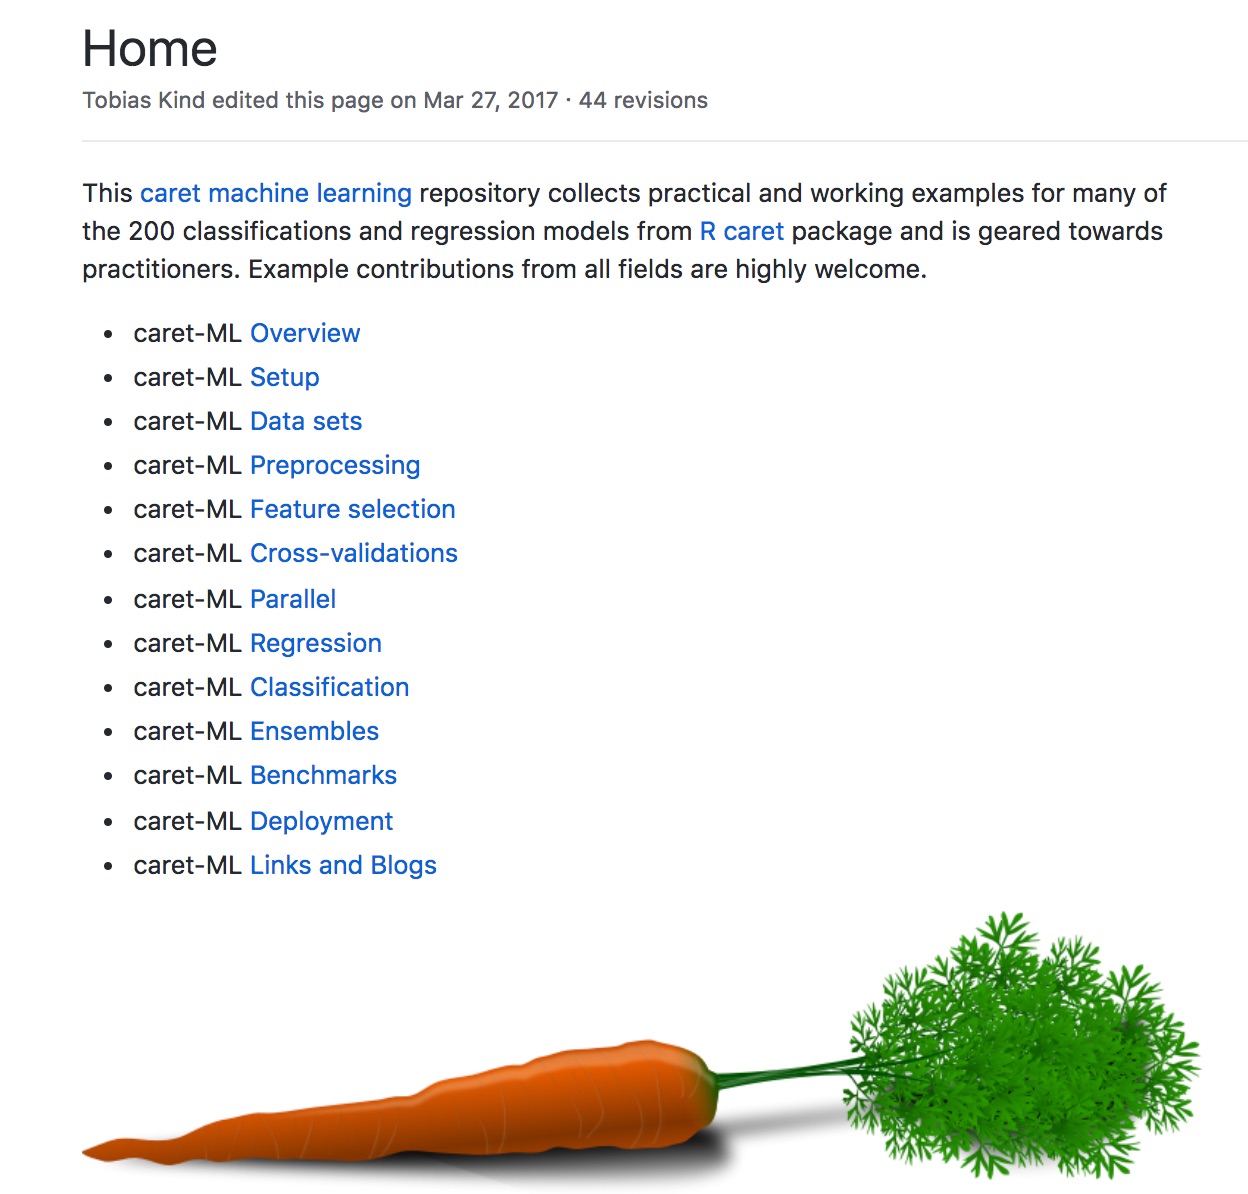 Home
Tobias Kind edited this page on Mar 27, 2017 · 44 revisions
This caret machine learning repository collects practical and working examples for many of
the 200 classifications and regression models from R caret package and is geared towards
practitioners. Example contributions from all fields are highly welcome.
• caret-ML Overview
• caret-ML Setup
• caret-ML Data sets
• caret-ML Preprocessing
• caret-ML Feature selection
• caret-ML Cross-validations
• caret-ML Parallel
• caret-ML Regression
• caret-ML Classification
• caret-ML Ensembles
• caret-ML Benchmarks
• caret-ML Deployment
• caret-ML Links and Blogs